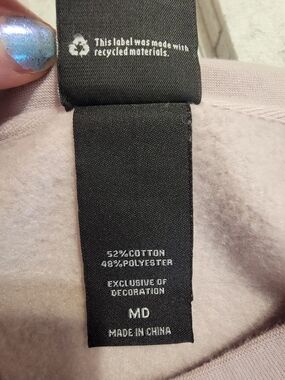 This label was made with
recycled materials.
52%COTTON
48%POLYESTER
EXCLUSIVE OF
DECORATION
MD
MADE IN CHINA